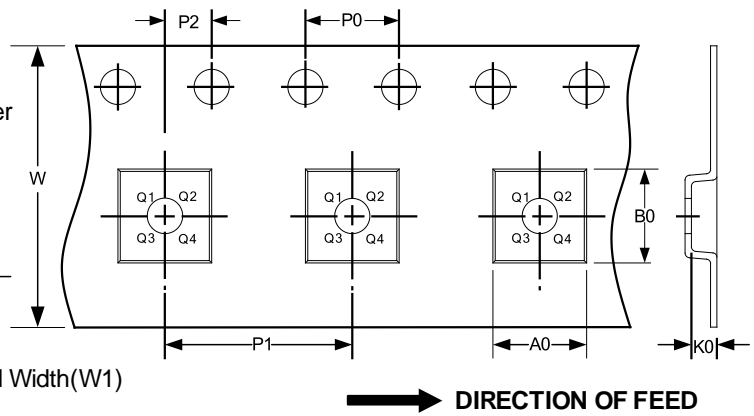 P2
P0
er
W
Q1 Q2
Q1 Q2
Q1 Q2
B0
Q3 Q4
Q3 Q4
Q3 Q4
P1
A0
K0
Width(W1)
DIRECTION OF FEED